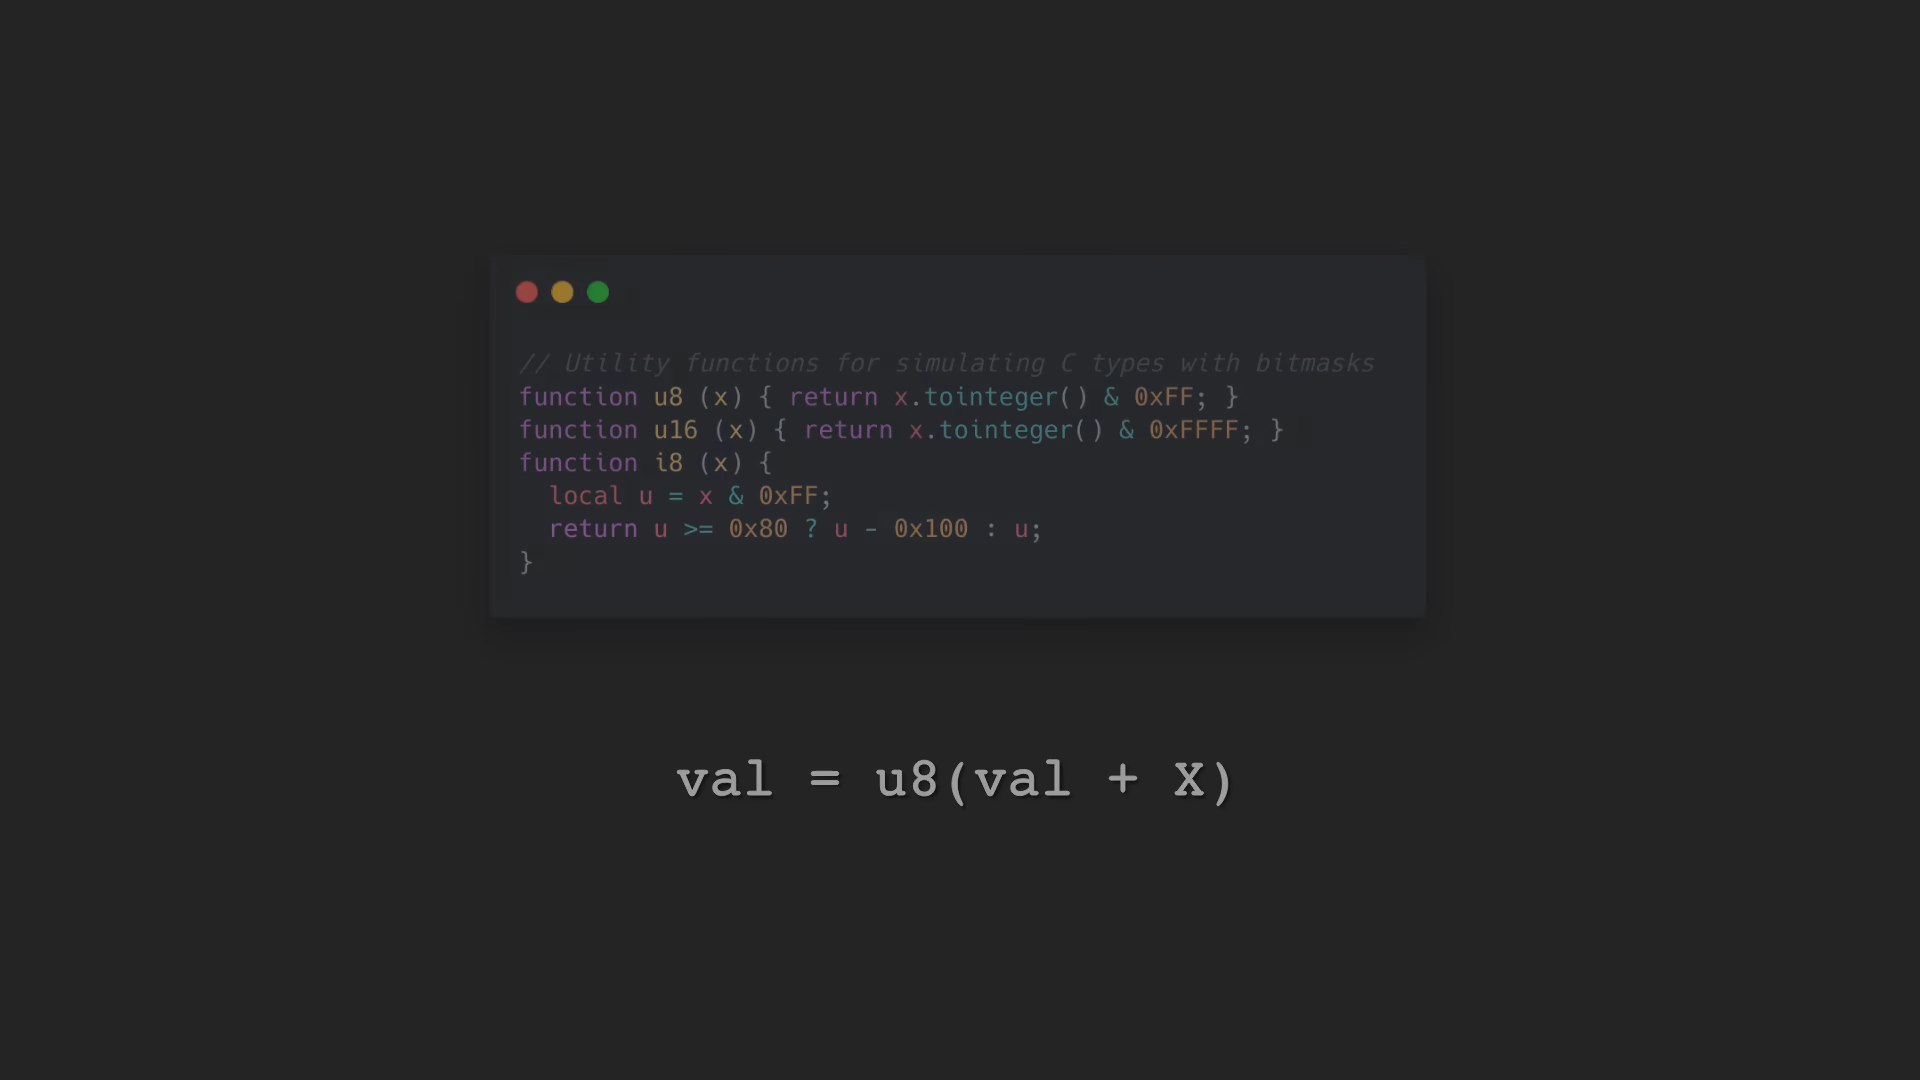 // Utility functions for simulating C types with bitmasks
function u8 (x) { return x.tointeger() & 0xFF; }
function u16 (x) { return x.tointeger() & 0xFFFF; }
function i8 (x) {
  local u = x & 0xFF;
  return u >= 0x80 ? u - 0x100 : u;
}
val = u8(val + X)